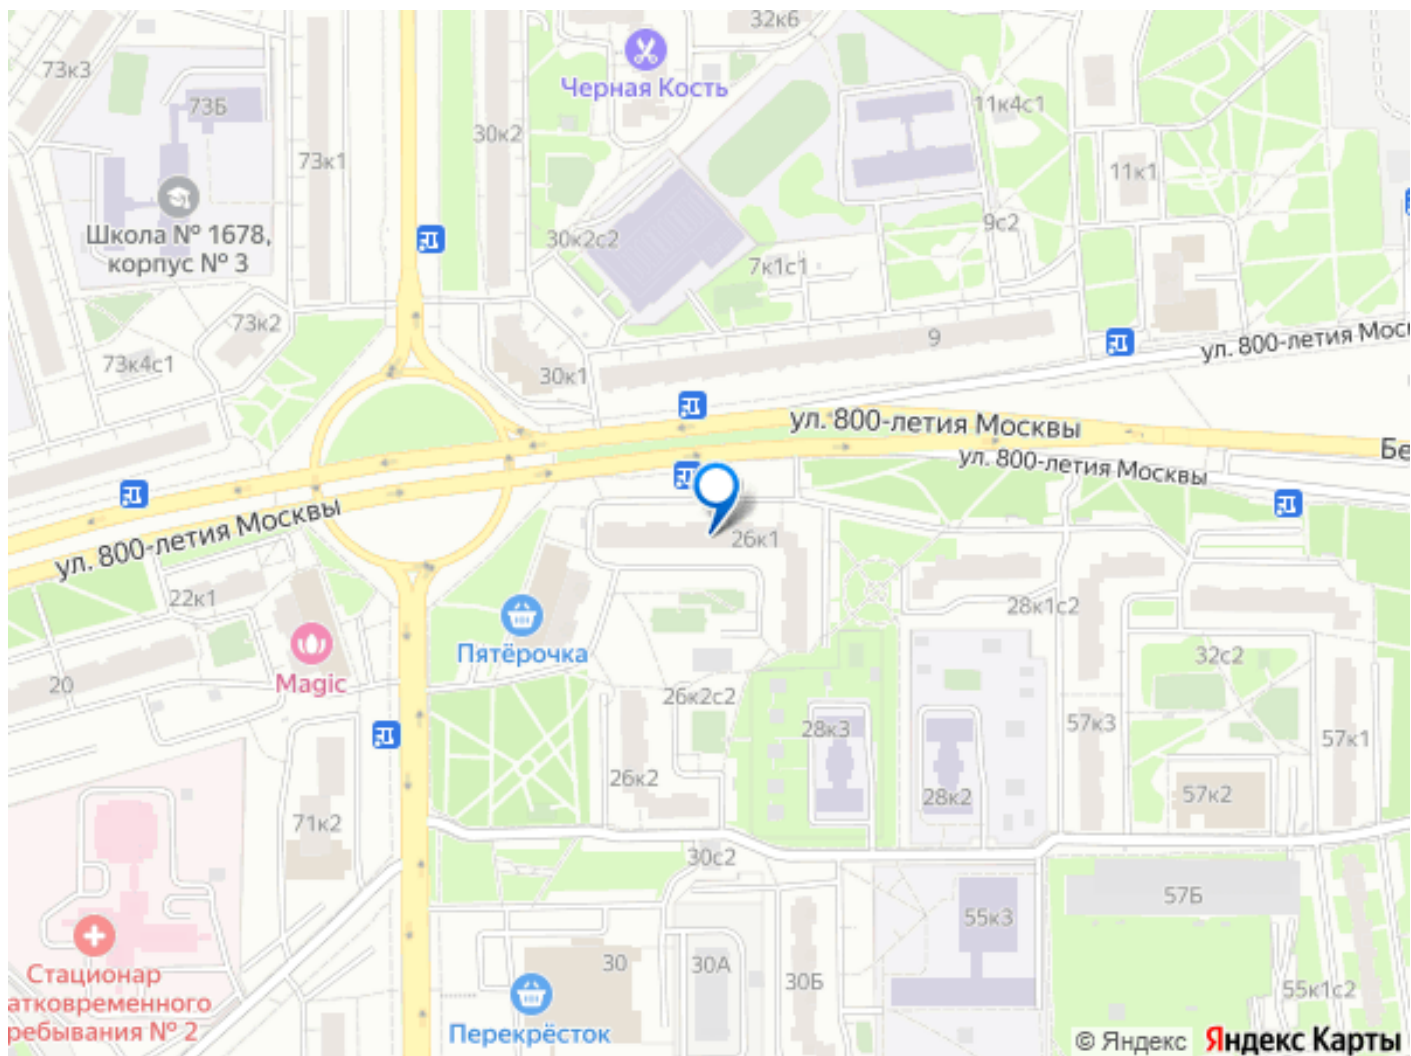 32к6
73к3
Черная Кость
73Б
11к4с1
30к2
73к1
11к1
9с2
Школа № 1678,
корпус № 3
30к2с2
7к1с1
73к2
9
ул. 800-летия Моск
73к4с1
30к1
ул. 800-летия Москвы
Бе
ул. 800-летия Москвы
ул. 800-летия Москвы
26к1
22к1
28к1с2
Пятёрочка
32с2
Magic
20
26к2с2
28к3
57к3
57к1
26к2
28к2
57к2
71к2
30с2
57Б
55к3
Стационар
атковременного
ребывания № 2
30
30А
30Б
55к1с2
Перекрёсток
© Яндекс Яндекс Карты